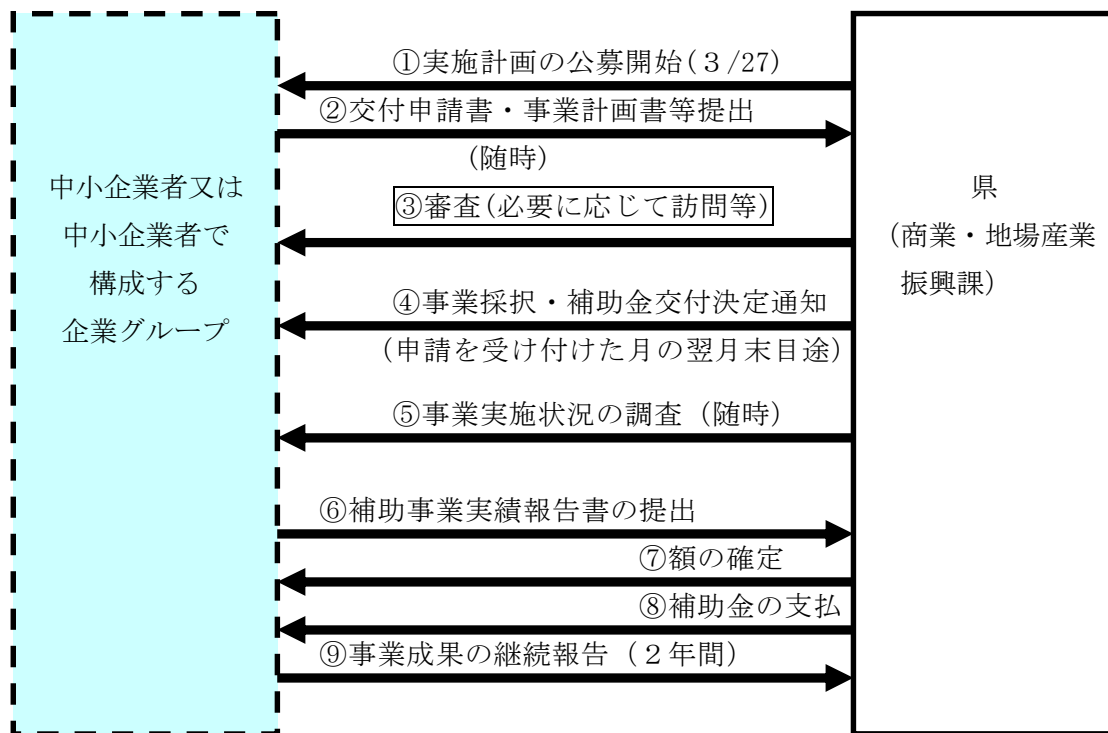 ①実施計画の公募開始(３/27)
②交付申請書・事業計画書等提出
(随時)
中小企業者又は
中小企業者で
構成する
企業グループ
③審査(必要に応じて訪問等)
県
(商業・地場産業
振興課)
④事業採択・補助金交付決定通知
(申請を受け付けた月の翌月末目途)
⑤事業実施状況の調査（随時）
⑥補助事業実績報告書の提出
⑦額の確定
⑧補助金の支払
⑨事業成果の継続報告（２年間）